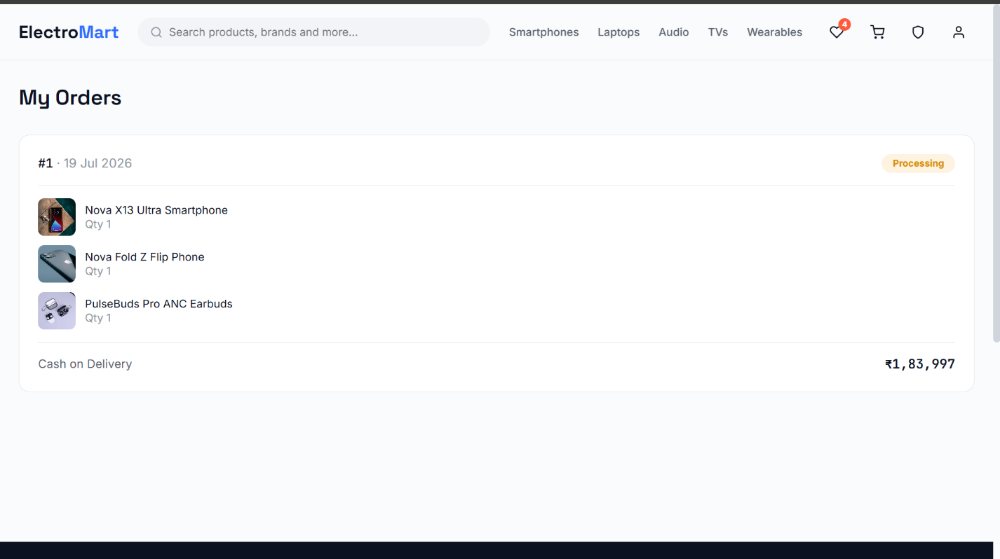 ElectroMart
Search products, brands and more...
Smartphones
Laptops
Audio
TVs
Wearables
4
My Orders
#1 · 19 Jul 2026
Processing
Nova X13 Ultra Smartphone
Qty 1
Nova Fold Z Flip Phone
Qty 1
PulseBuds Pro ANC Earbuds
Qty 1
Cash on Delivery
₹1,83,997